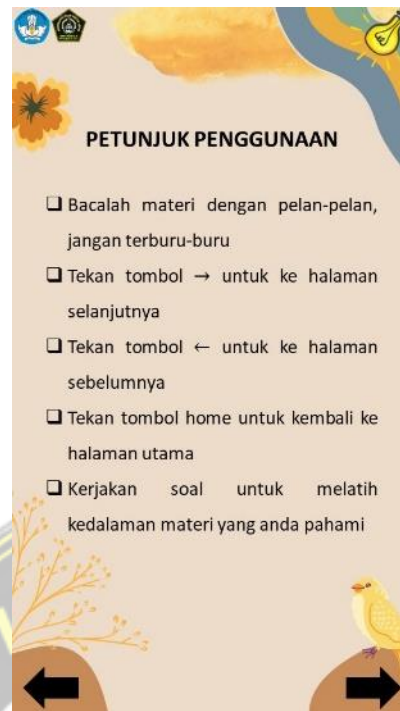 PETUNJUK PENGGUNAAN
❑ Bacalah materi dengan pelan-pelan,
jangan terburu-buru
❑ Tekan tombol → untuk ke halaman
selanjutnya
❑ Tekan tombol ← untuk ke halaman
sebelumnya
❑ Tekan tombol home untuk kembali ke
halaman utama
❑ Kerjakan soal untuk melatih
kedalaman materi yang anda pahami